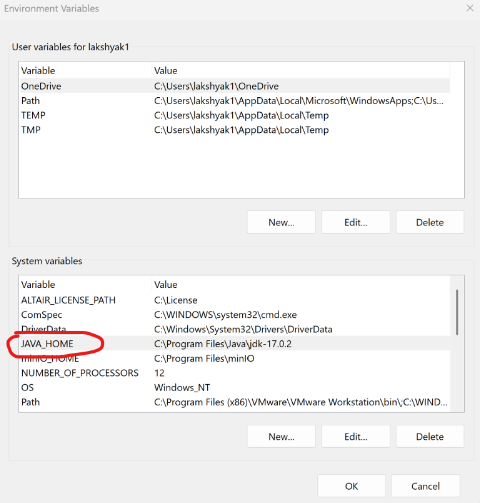 Environment Variables
User variables for lakshyak1
Variable Value
OneDrive C:\Users\lakshyak1\OneDrive
Path C:\Users\lakshyak1\AppData\Local\Microsoft\WindowsApps;C:\Us...
TEMP C:\Users\lakshyak1\AppData\Local\Temp
TMP C:\Users\lakshyak1\AppData\Local\Temp
New... Edit... Delete
System variables
Variable Value
ALTAIR_LICENSE_PATH C:\License
ComSpec C:\WINDOWS\system32\cmd.exe
DriverData C:\Windows\System32\Drivers\DriverData
JAVA_HOME C:\Program Files\Java\jdk-17.0.2
minIO_HOME C:\Program Files\minIO
NUMBER_OF_PROCESSORS 12
OS Windows_NT
Path C:\Program Files (x86)\VMware\VMware Workstation\bin\;C:\WIND...
New... Edit... Delete
OK Cancel